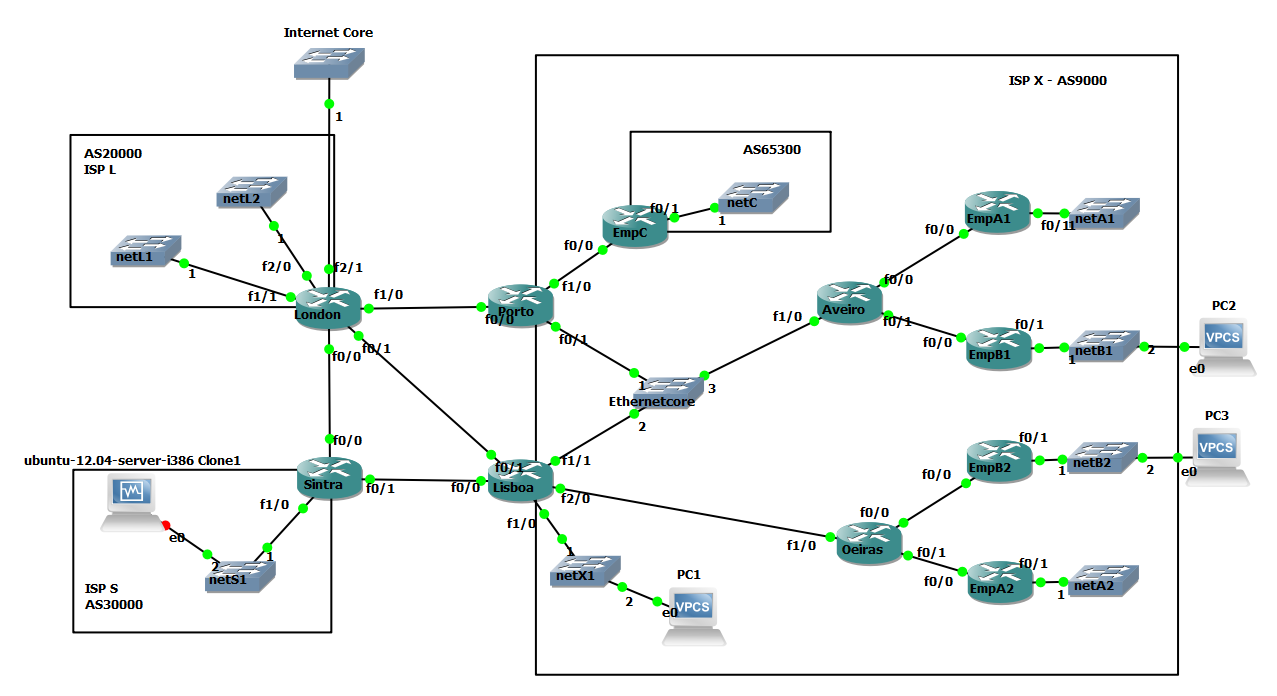 Internet Core
1
ISP X - AS9000
AS20000
ISP L
AS65300
netL2
1
netL1
1
f2/0
f2/1
f1/1
London
f1/0
f0/0
f0/1
f0/0
Porto
f1/0
f0/1
f0/0
EmpC
f0/1
netC
1
EmpA1
f0/0
f0/1
1
netA1
f0/0
Aveiro
f1/0
f0/1
f0/0
EmpB1
f0/1
1
netB1
2
PC2
VPCS
e0
1
Ethernetcore
3
2
PC3
VPCS
e0
EmpB2
f0/1
1
netB2
2
f0/0
f0/0
ubuntu-12.04-server-i386 Clone1
Sintra
f0/1
f1/0
f0/1
f0/0
Lisboa
f1/1
f2/0
f1/0
f1/0
Oeiras
f0/0
f0/1
f0/0
EmpA2
f0/1
1
netA2
e0
2
1
netS1
ISP S
AS30000
1
netX1
2
PC1
VPCS
e0